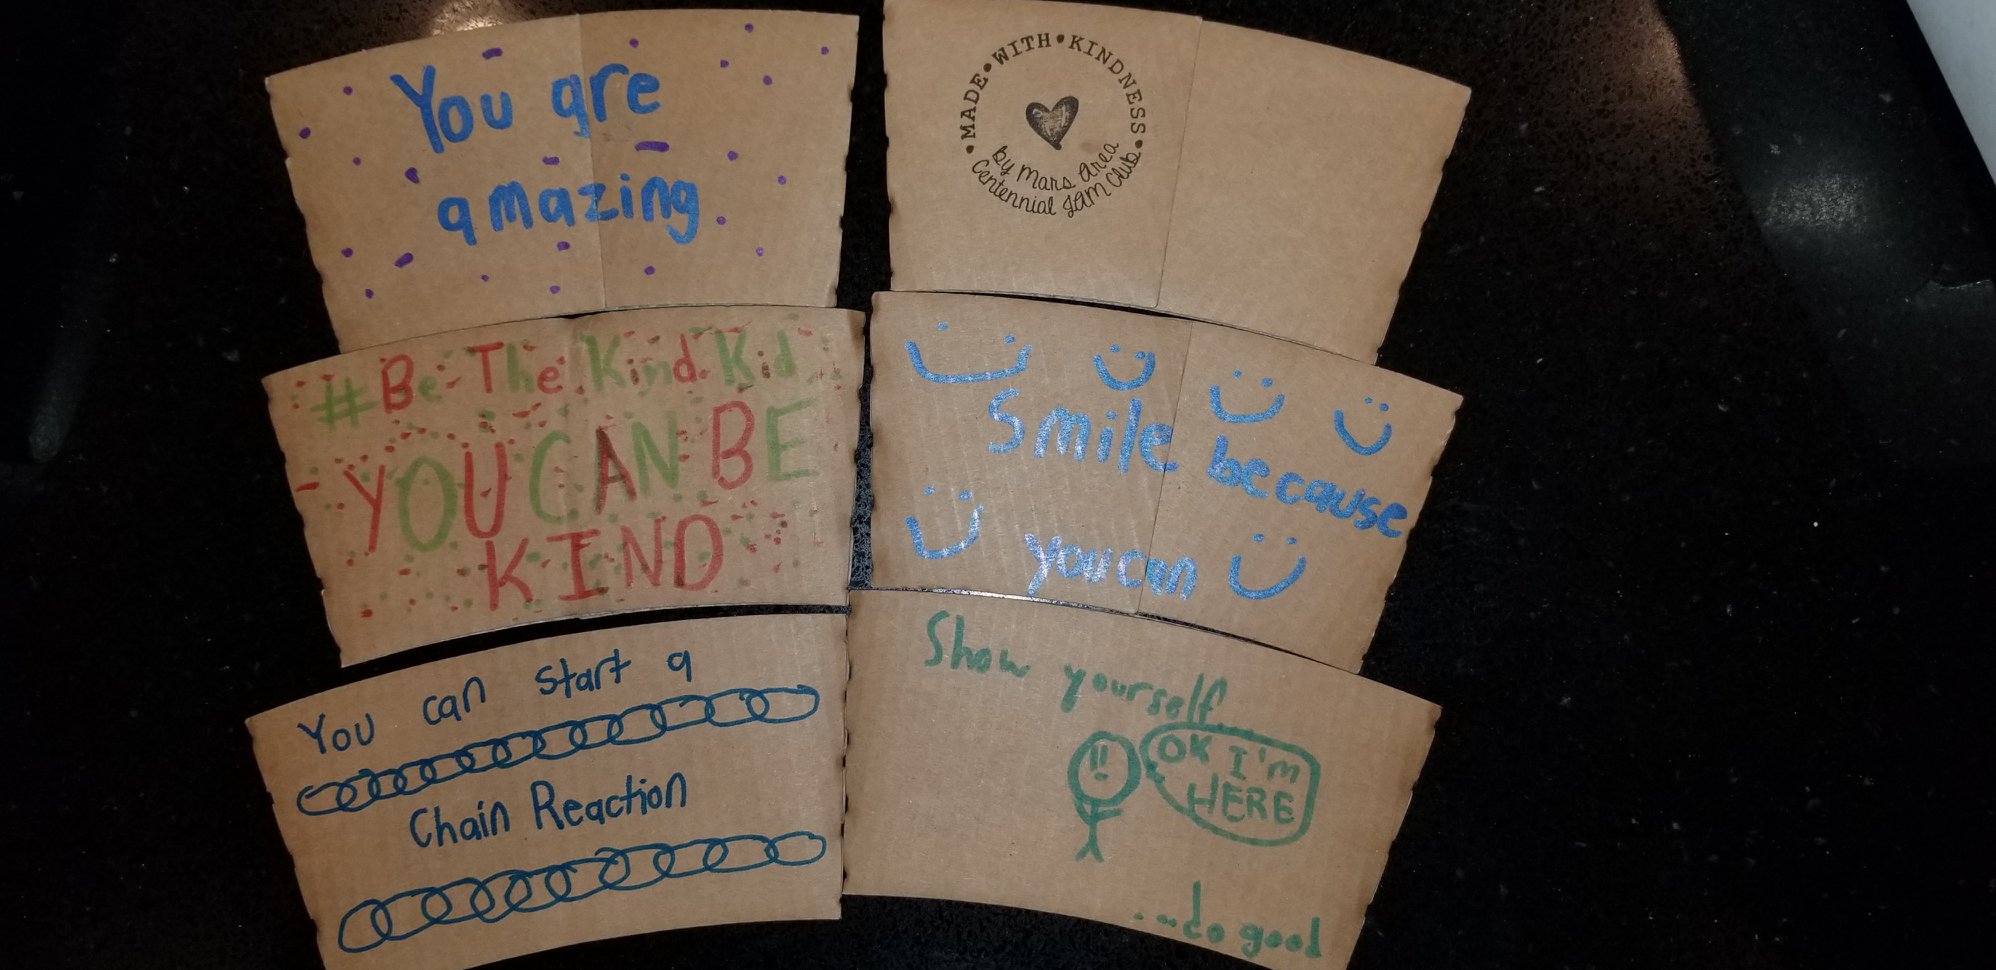 You are
amazing
• MADE • WITH • KINDNESS •
by Mars Area
Centennial JAM Club
#Be The Kind Kid
YOU CAN BE
KIND
Smile because
you can
You can start a
Chain Reaction
Show yourself...
OK I'm
HERE
...do good